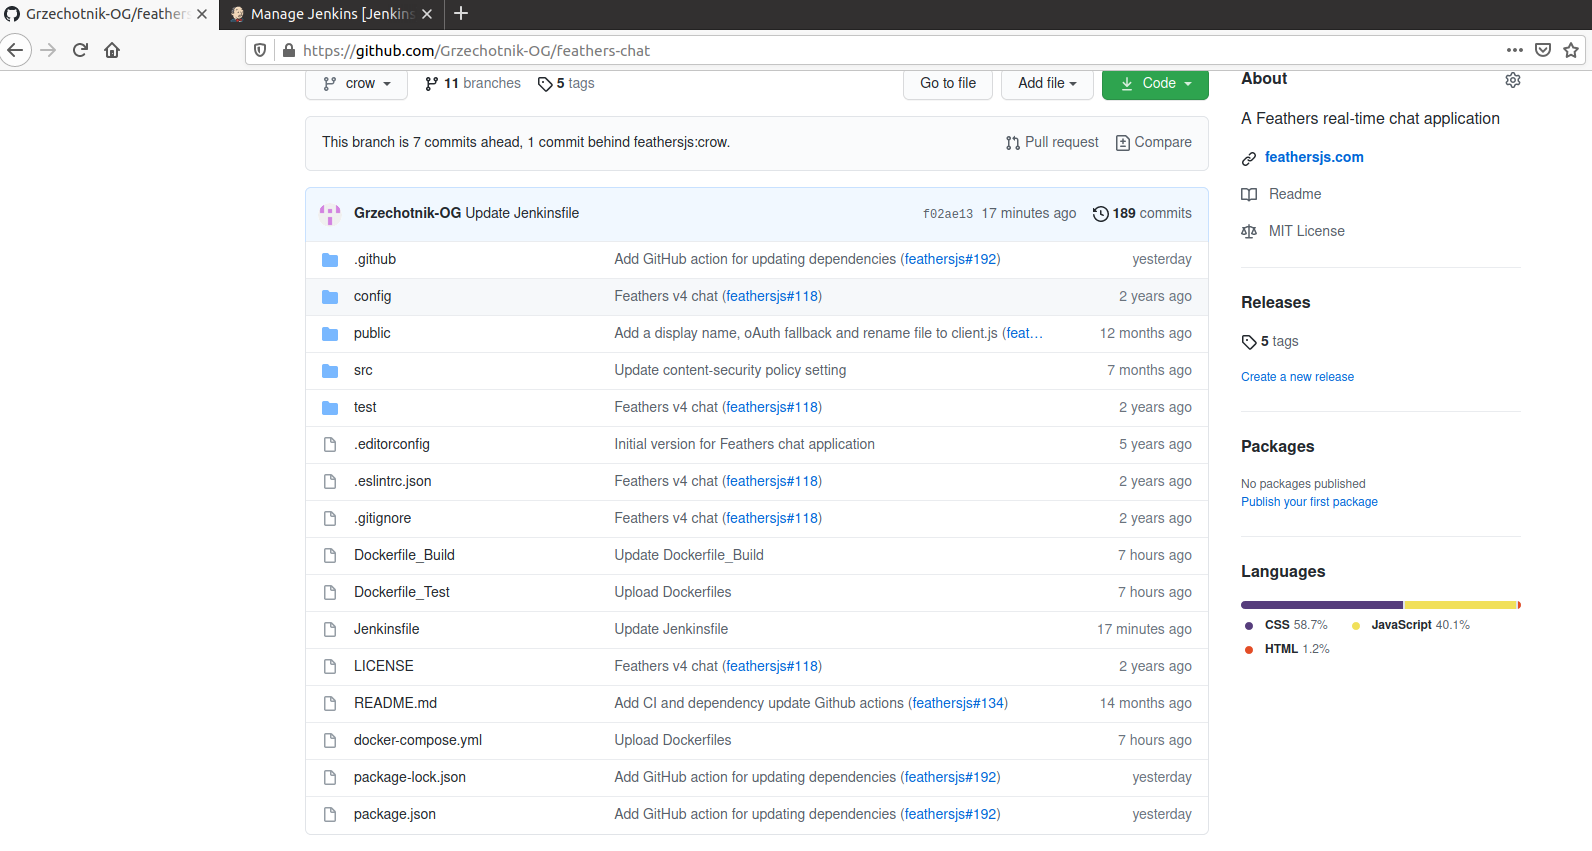 Grzechotnik-OG/feathers
Manage Jenkins [Jenkins
https://github.com/Grzechotnik-OG/feathers-chat
crow
11 branches
5 tags
Go to file
Add file
Code
This branch is 7 commits ahead, 1 commit behind feathersjs:crow.
Pull request
Compare
Grzechotnik-OG Update Jenkinsfile
f02ae13 17 minutes ago
189 commits
.github Add GitHub action for updating dependencies (feathersjs#192) yesterday
config Feathers v4 chat (feathersjs#118) 2 years ago
public Add a display name, oAuth fallback and rename file to client.js (feat… 12 months ago
src Update content-security policy setting 7 months ago
test Feathers v4 chat (feathersjs#118) 2 years ago
.editorconfig Initial version for Feathers chat application 5 years ago
.eslintrc.json Feathers v4 chat (feathersjs#118) 2 years ago
.gitignore Feathers v4 chat (feathersjs#118) 2 years ago
Dockerfile_Build Update Dockerfile_Build 7 hours ago
Dockerfile_Test Upload Dockerfiles 7 hours ago
Jenkinsfile Update Jenkinsfile 17 minutes ago
LICENSE Feathers v4 chat (feathersjs#118) 2 years ago
README.md Add CI and dependency update Github actions (feathersjs#134) 14 months ago
docker-compose.yml Upload Dockerfiles 7 hours ago
package-lock.json Add GitHub action for updating dependencies (feathersjs#192) yesterday
package.json Add GitHub action for updating dependencies (feathersjs#192) yesterday
About
A Feathers real-time chat application
feathersjs.com
Readme
MIT License
Releases
5 tags
Create a new release
Packages
No packages published
Publish your first package
Languages
CSS 58.7%
JavaScript 40.1%
HTML 1.2%